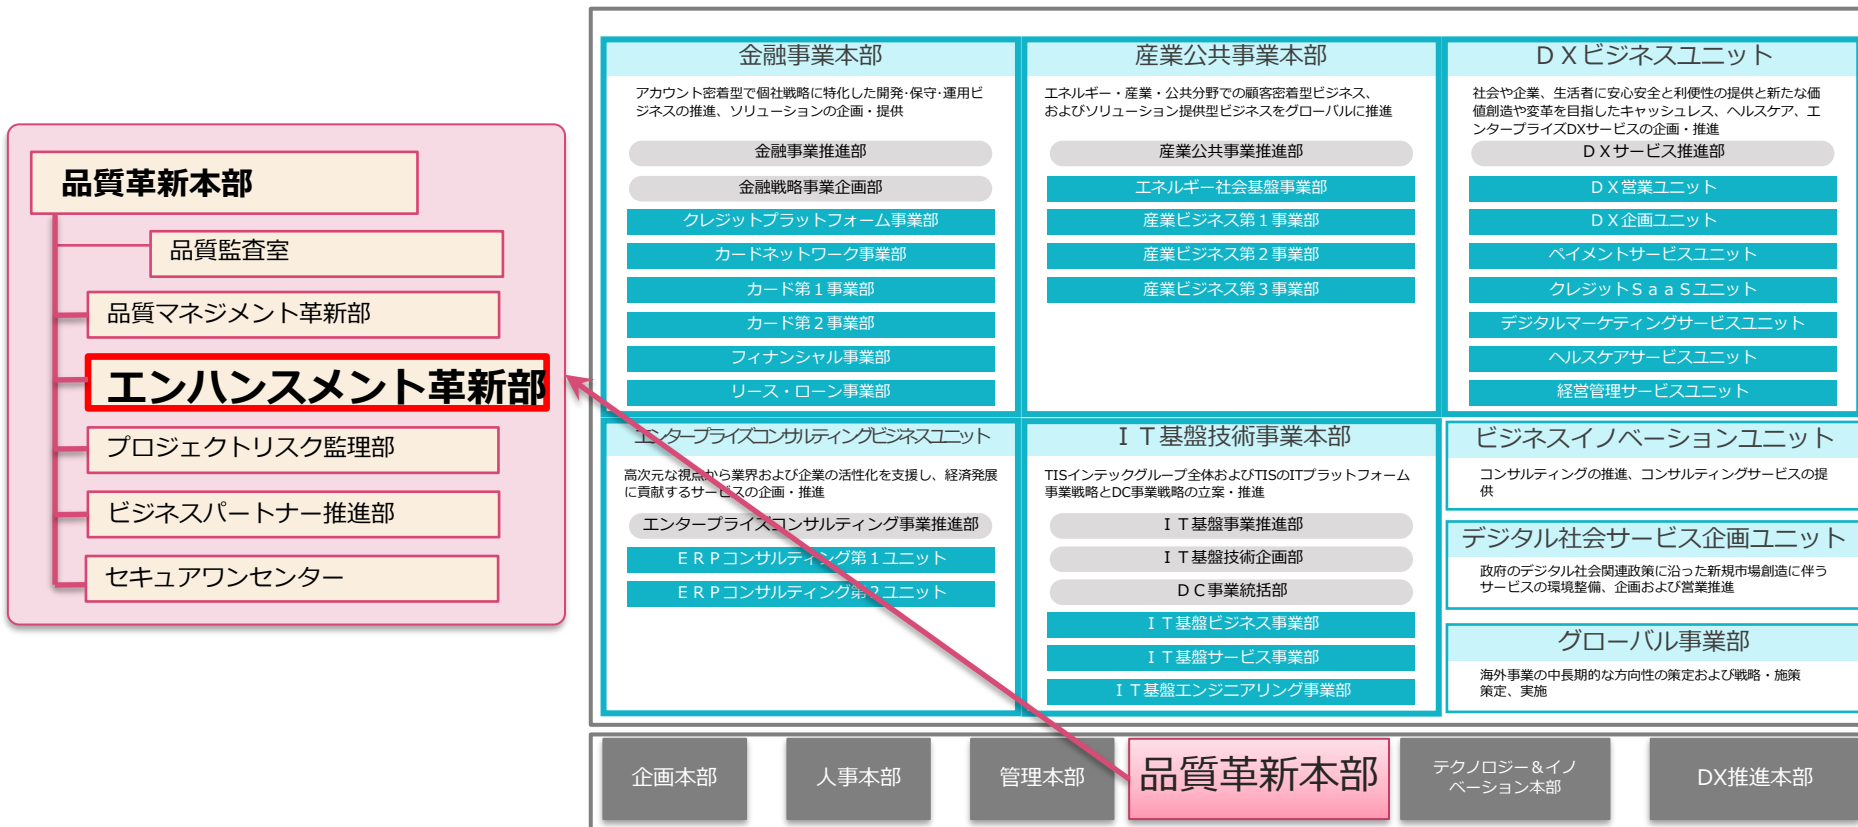 品質革新本部
品質監査室
品質マネジメント革新部
エンハンスメント革新部
プロジェクトリスク監理部
ビジネスパートナー推進部
セキュアワンセンター
金融事業本部
アカウント密着型で個社戦略に特化した開発･保守･運用ビ
ジネスの推進、ソリューションの企画・提供
金融事業推進部
金融戦略事業企画部
クレジットプラットフォーム事業部
カードネットワーク事業部
カード第１事業部
カード第２事業部
フィナンシャル事業部
リース・ローン事業部
産業公共事業本部
エネルギー・産業・公共分野での顧客密着型ビジネス、
およびソリューション提供型ビジネスをグローバルに推進
産業公共事業推進部
エネルギー社会基盤事業部
産業ビジネス第１事業部
産業ビジネス第２事業部
産業ビジネス第３事業部
ＤＸビジネスユニット
社会や企業、生活者に安心安全と利便性の提供と新たな価
値創造や変革を目指したキャッシュレス、ヘルスケア、エ
ンタープライズDXサービスの企画・推進
ＤＸサービス推進部
ＤＸ営業ユニット
ＤＸ企画ユニット
ペイメントサービスユニット
クレジットＳａａＳユニット
デジタルマーケティングサービスユニット
ヘルスケアサービスユニット
経営管理サービスユニット
エンタープライズコンサルティングビジネスユニット
高次元な視点から業界および企業の活性化を支援し、経済発展
に貢献するサービスの企画・推進
エンタープライズコンサルティング事業推進部
ＥＲＰコンサルティング第１ユニット
ＥＲＰコンサルティング第２ユニット
ＩＴ基盤技術事業本部
TISインテックグループ全体およびTISのITプラットフォーム
事業戦略とDC事業戦略の立案・推進
ＩＴ基盤事業推進部
ＩＴ基盤技術企画部
ＤＣ事業統括部
ＩＴ基盤ビジネス事業部
ＩＴ基盤サービス事業部
ＩＴ基盤エンジニアリング事業部
ビジネスイノベーションユニット
コンサルティングの推進、コンサルティングサービスの提
供
デジタル社会サービス企画ユニット
政府のデジタル社会関連政策に沿った新規市場創造に伴う
サービスの環境整備、企画および営業推進
グローバル事業部
海外事業の中長期的な方向性の策定および戦略・施策
策定、実施
企画本部
人事本部
管理本部
品質革新本部
テクノロジー＆イノ
ベーション本部
DX推進本部